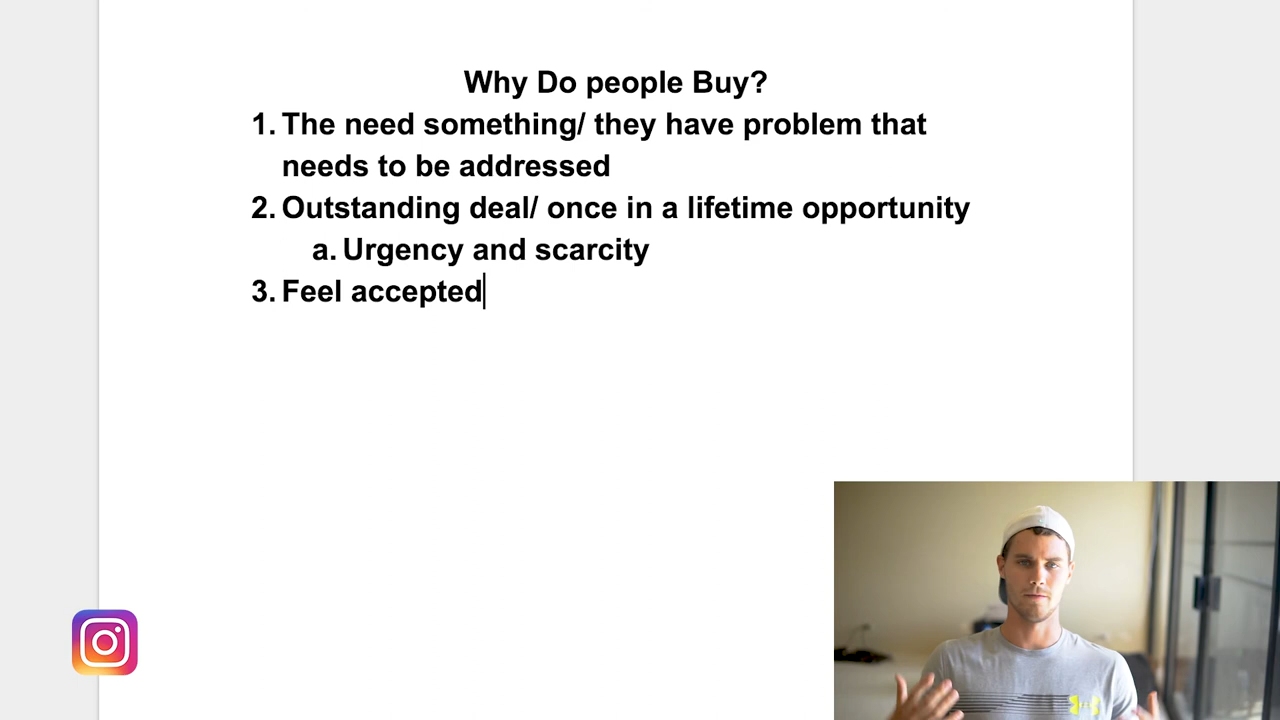 Why Do people Buy?
1. The need something/ they have problem that
needs to be addressed
2. Outstanding deal/ once in a lifetime opportunity
a. Urgency and scarcity
3. Feel accepted